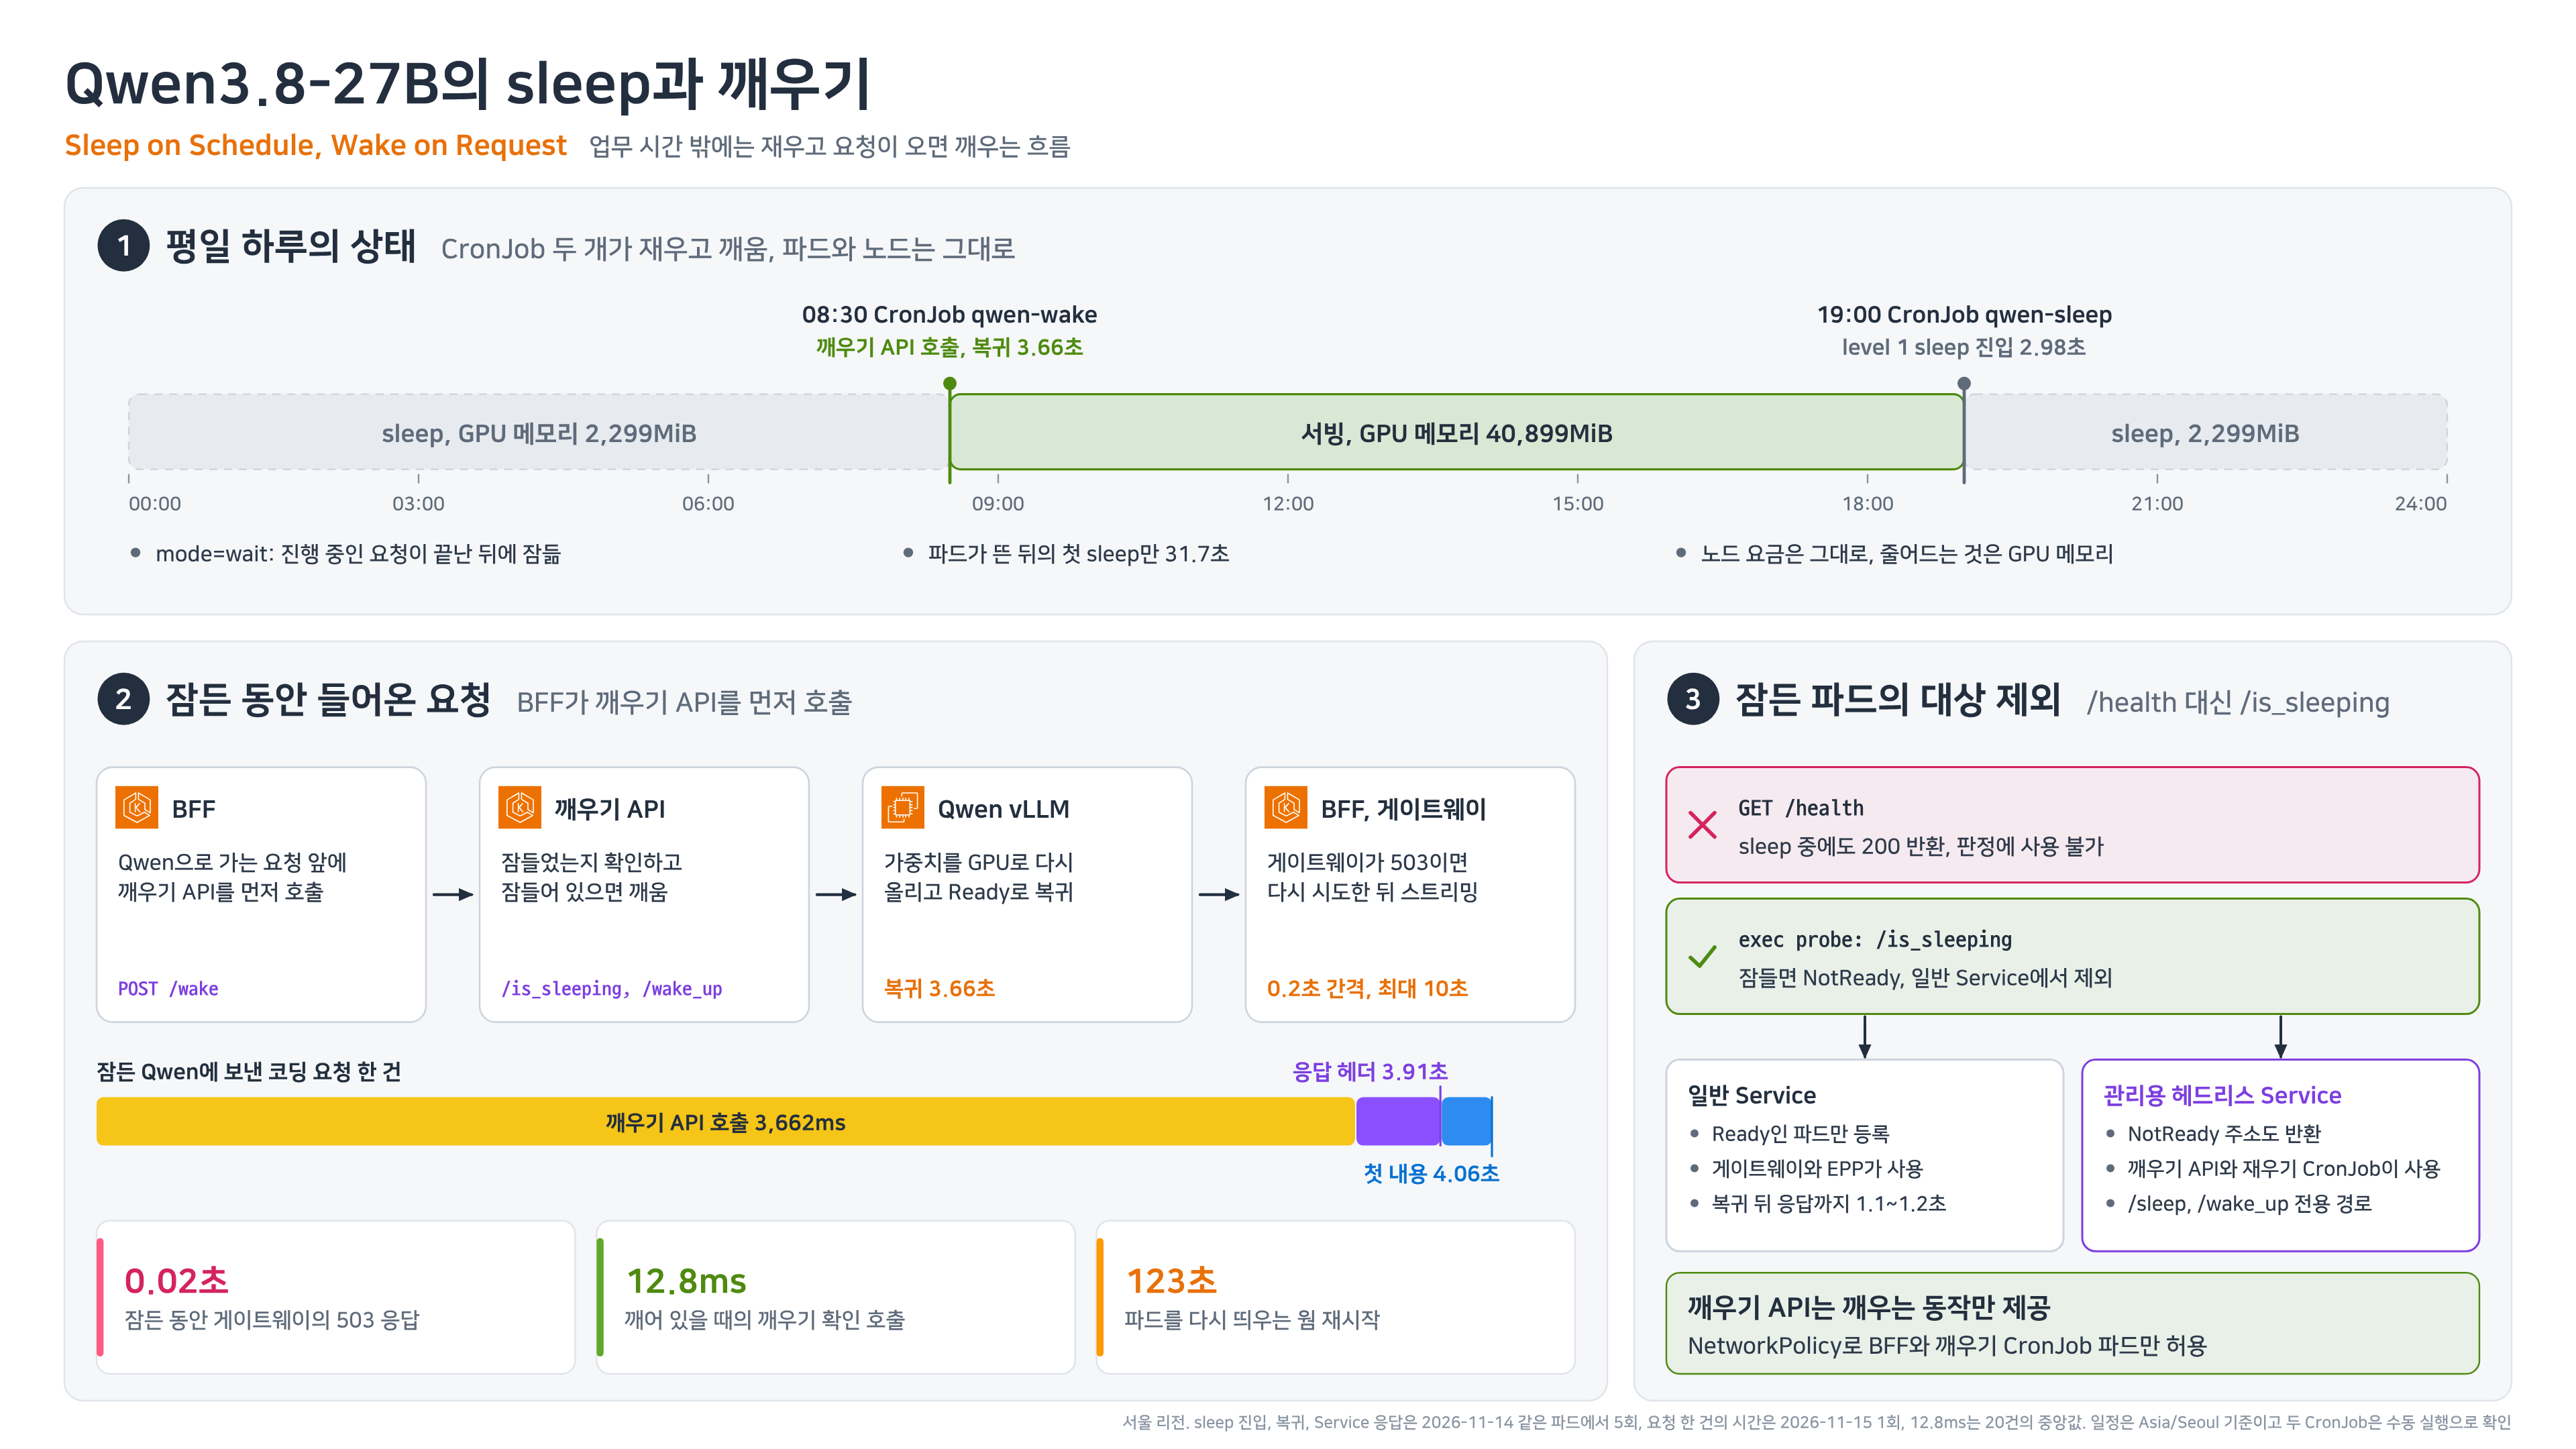 Qwen3.8-27B의 sleep과 깨우기
Sleep on Schedule, Wake on Request 업무 시간 밖에는 재우고 요청이 오면 깨우는 흐름
1 평일 하루의 상태 CronJob 두 개가 재우고 깨움, 파드와 노드는 그대로
08:30 CronJob qwen-wake
깨우기 API 호출, 복귀 3.66초
19:00 CronJob qwen-sleep
level 1 sleep 진입 2.98초
sleep, GPU 메모리 2,299MiB
서빙, GPU 메모리 40,899MiB
sleep, 2,299MiB
00:00 03:00 06:00 09:00 12:00 15:00 18:00 21:00 24:00
mode=wait: 진행 중인 요청이 끝난 뒤에 잠듦
파드가 뜬 뒤의 첫 sleep만 31.7초
노드 요금은 그대로, 줄어드는 것은 GPU 메모리
2 잠든 동안 들어온 요청 BFF가 깨우기 API를 먼저 호출
BFF
Qwen으로 가는 요청 앞에
깨우기 API를 먼저 호출
POST /wake
깨우기 API
잠들었는지 확인하고
잠들어 있으면 깨움
/is_sleeping, /wake_up
Qwen vLLM
가중치를 GPU로 다시
올리고 Ready로 복귀
복귀 3.66초
BFF, 게이트웨이
게이트웨이가 503이면
다시 시도한 뒤 스트리밍
0.2초 간격, 최대 10초
잠든 Qwen에 보낸 코딩 요청 한 건
응답 헤더 3.91초
깨우기 API 호출 3,662ms
첫 내용 4.06초
0.02초
잠든 동안 게이트웨이의 503 응답
12.8ms
깨어 있을 때의 깨우기 확인 호출
123초
파드를 다시 띄우는 웜 재시작
3 잠든 파드의 대상 제외 /health 대신 /is_sleeping
GET /health
sleep 중에도 200 반환, 판정에 사용 불가
exec probe: /is_sleeping
잠들면 NotReady, 일반 Service에서 제외
일반 Service
Ready인 파드만 등록
게이트웨이와 EPP가 사용
복귀 뒤 응답까지 1.1~1.2초
관리용 헤드리스 Service
NotReady 주소도 반환
깨우기 API와 재우기 CronJob이 사용
/sleep, /wake_up 전용 경로
깨우기 API는 깨우는 동작만 제공
NetworkPolicy로 BFF와 깨우기 CronJob 파드만 허용
서울 리전. sleep 진입, 복귀, Service 응답은 2026-11-14 같은 파드에서 5회, 요청 한 건의 시간은 2026-11-15 1회, 12.8ms는 20건의 중앙값. 일정은 Asia/Seoul 기준이고 두 CronJob은 수동 실행으로 확인